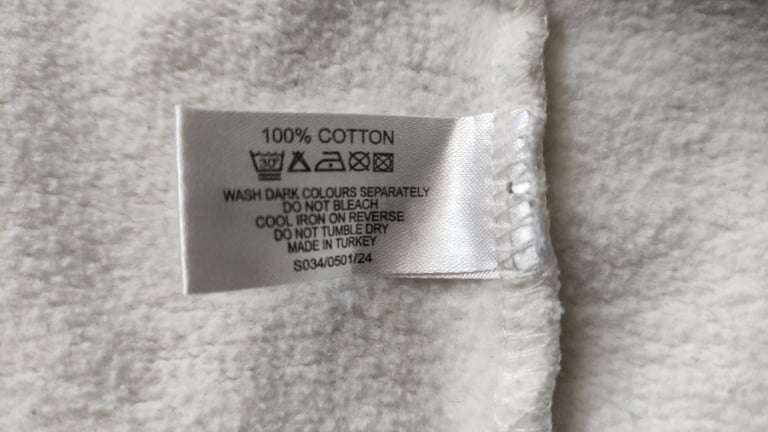 100% COTTON
30°
WASH DARK COLOURS SEPARATELY
DO NOT BLEACH
COOL IRON ON REVERSE
DO NOT TUMBLE DRY
MADE IN TURKEY
S034/0501/24